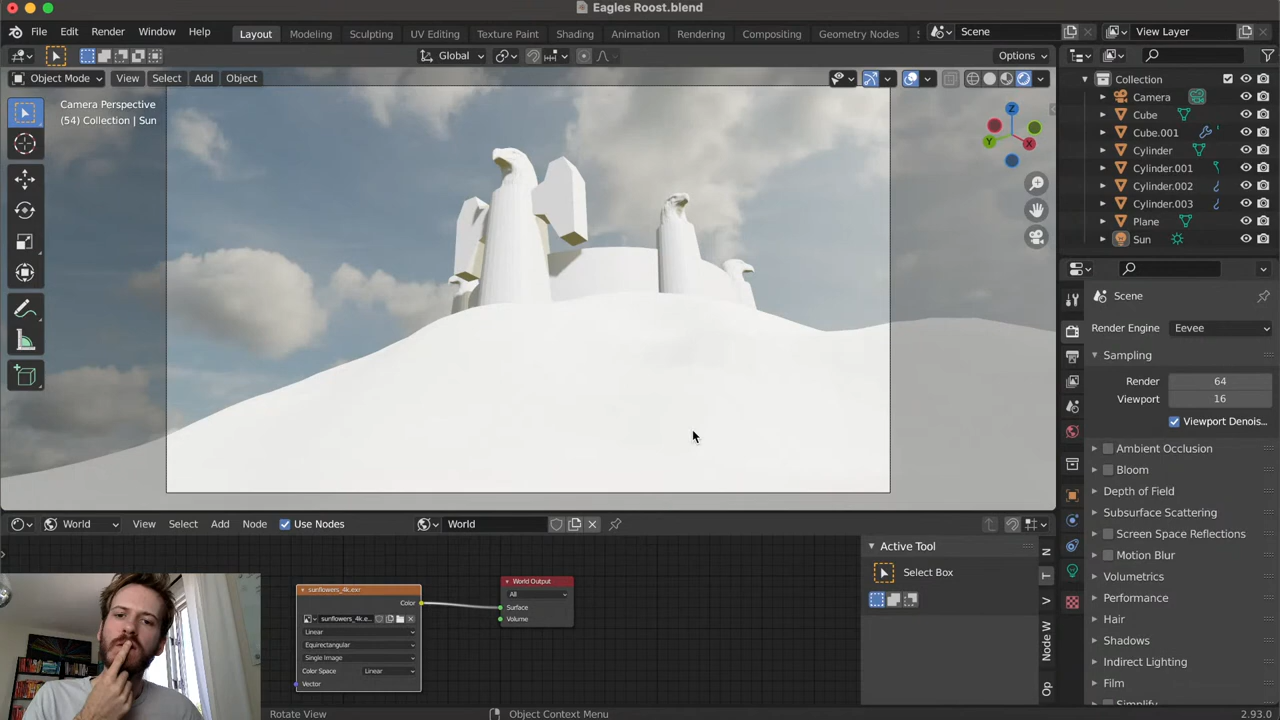 Eagles Roost.blend
File Edit Render Window Help
Layout Modeling Sculpting UV Editing Texture Paint Shading Animation Rendering Compositing Geometry Nodes
Scene
View Layer
Global
Options
Object Mode View Select Add Object
Camera Perspective
(54) Collection | Sun
X
Y
Z
Collection
Camera
Cube
Cube.001
Cylinder
Cylinder.001
Cylinder.002
Cylinder.003
Plane
Sun
Scene
Render Engine Eevee
Sampling
Render 64
Viewport 16
Viewport Denois...
Ambient Occlusion
Bloom
Depth of Field
Subsurface Scattering
Screen Space Reflections
Motion Blur
Volumetrics
Performance
Hair
Shadows
Indirect Lighting
Film
Simplify
World View Select Add Node Use Nodes World
sunflowers_4k.exr
Color
sunflowers_4k.e...
Linear
Equirectangular
Single Image
Color Space Linear
Vector
World Output
All
Surface
Volume
Active Tool
Select Box
N
T
V
Node W
Op
Rotate View
Object Context Menu
2.93.0